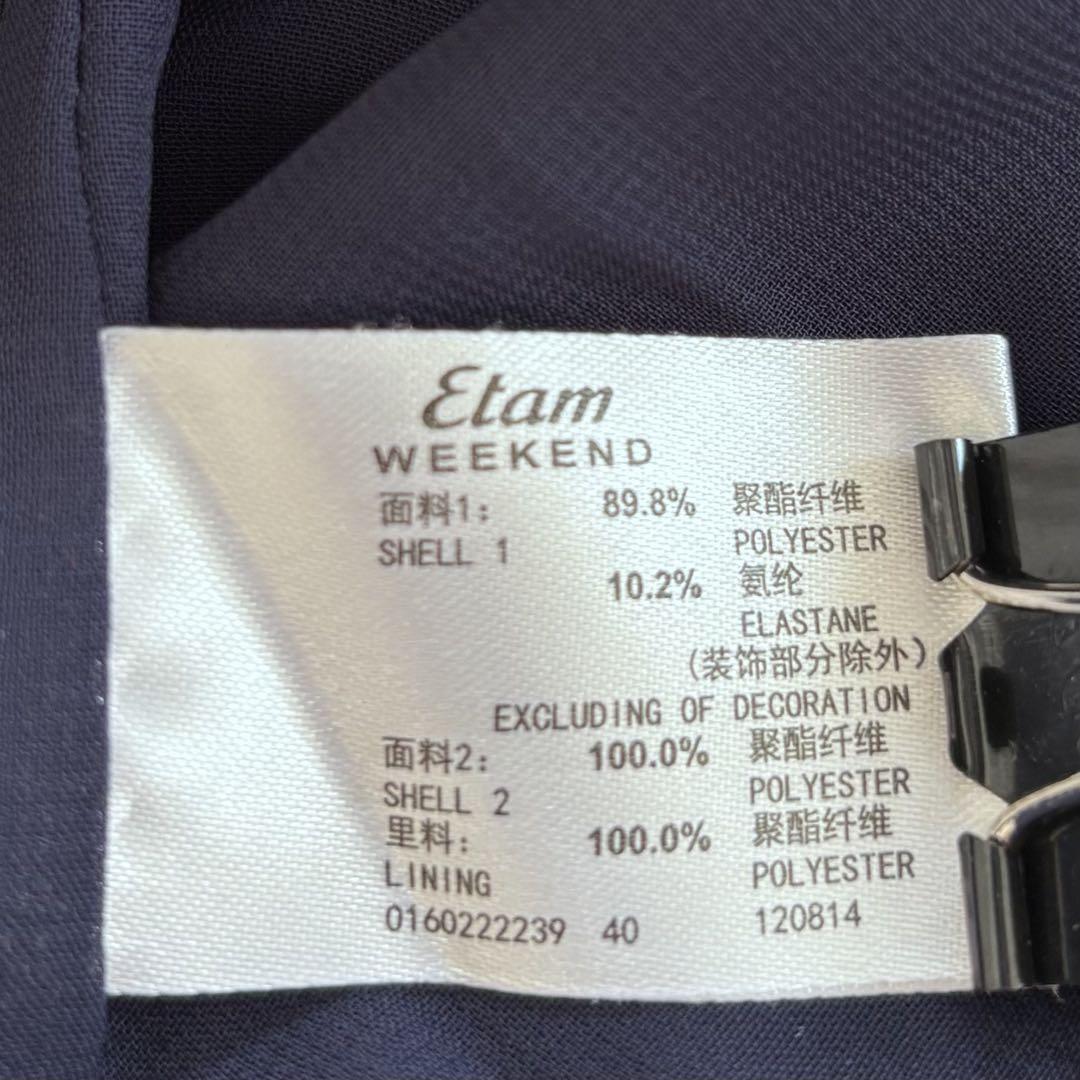 Etam
WEEKEND
面料1: 89.8% 聚酯纤维
SHELL 1 POLYESTER
10.2% 氨纶
ELASTANE
(装饰部分除外)
EXCLUDING OF DECORATION
面料2: 100.0% 聚酯纤维
SHELL 2 POLYESTER
里料: 100.0% 聚酯纤维
LINING POLYESTER
0160222239 40 120814